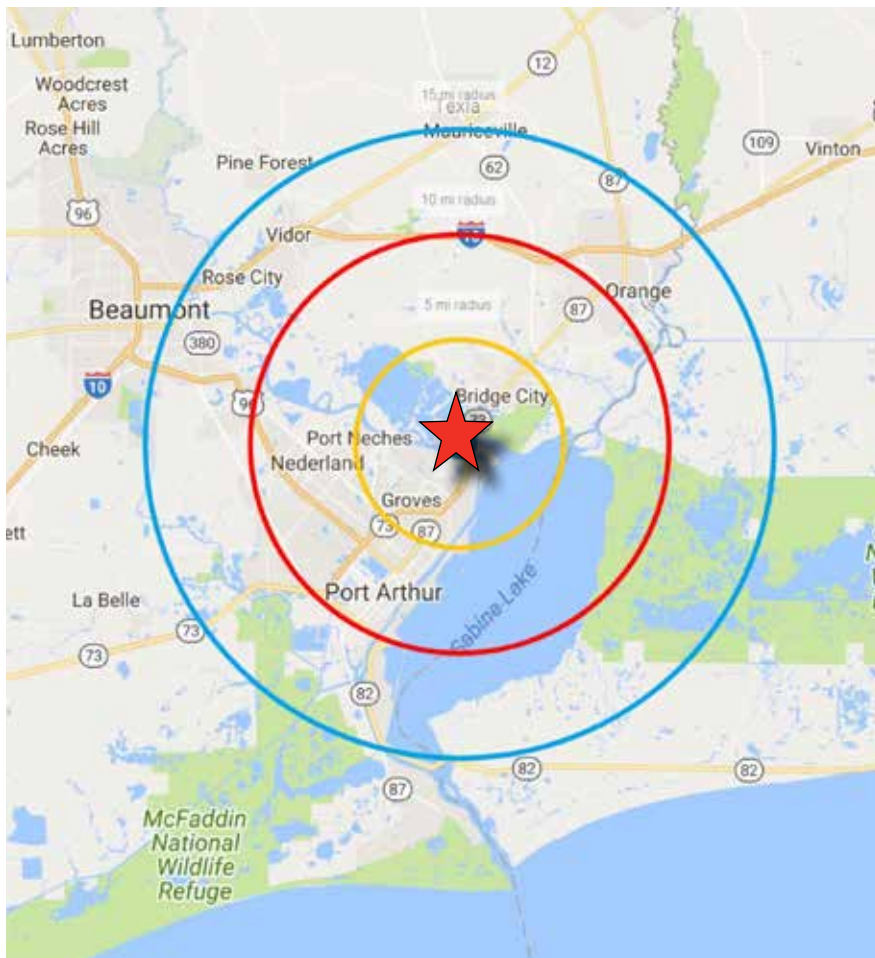 Lumberton
12
Woodcrest
Acres
15 mi radius
Texla
Rose Hill
Acres
Mauriceville
109
Vinton
Pine Forest
62
87
96
10 mi radius
Vidor
10
Rose City
Orange
5 mi radius
Beaumont
87
380
10
96
Bridge City
73
Port Neches
Cheek
Nederland
Groves
73
87
ett
Port Arthur
La Belle
Sabine Lake
73
73
82
82
82
87
McFaddin
National
Wildlife
Refuge